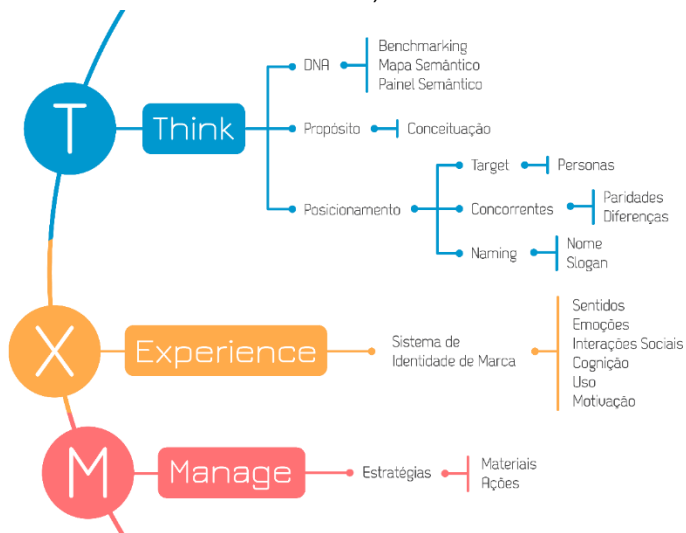 T
Think
DNA
Benchmarking
Mapa Semântico
Painel Semântico
Propósito
Conceituação
Posicionamento
Target
Personas
Concorrentes
Paridades
Diferenças
Naming
Nome
Slogan
X
Experience
Sistema de
Identidade de Marca
Sentidos
Emoções
Interações Sociais
Cognição
Uso
Motivação
M
Manage
Estratégias
Materiais
Ações